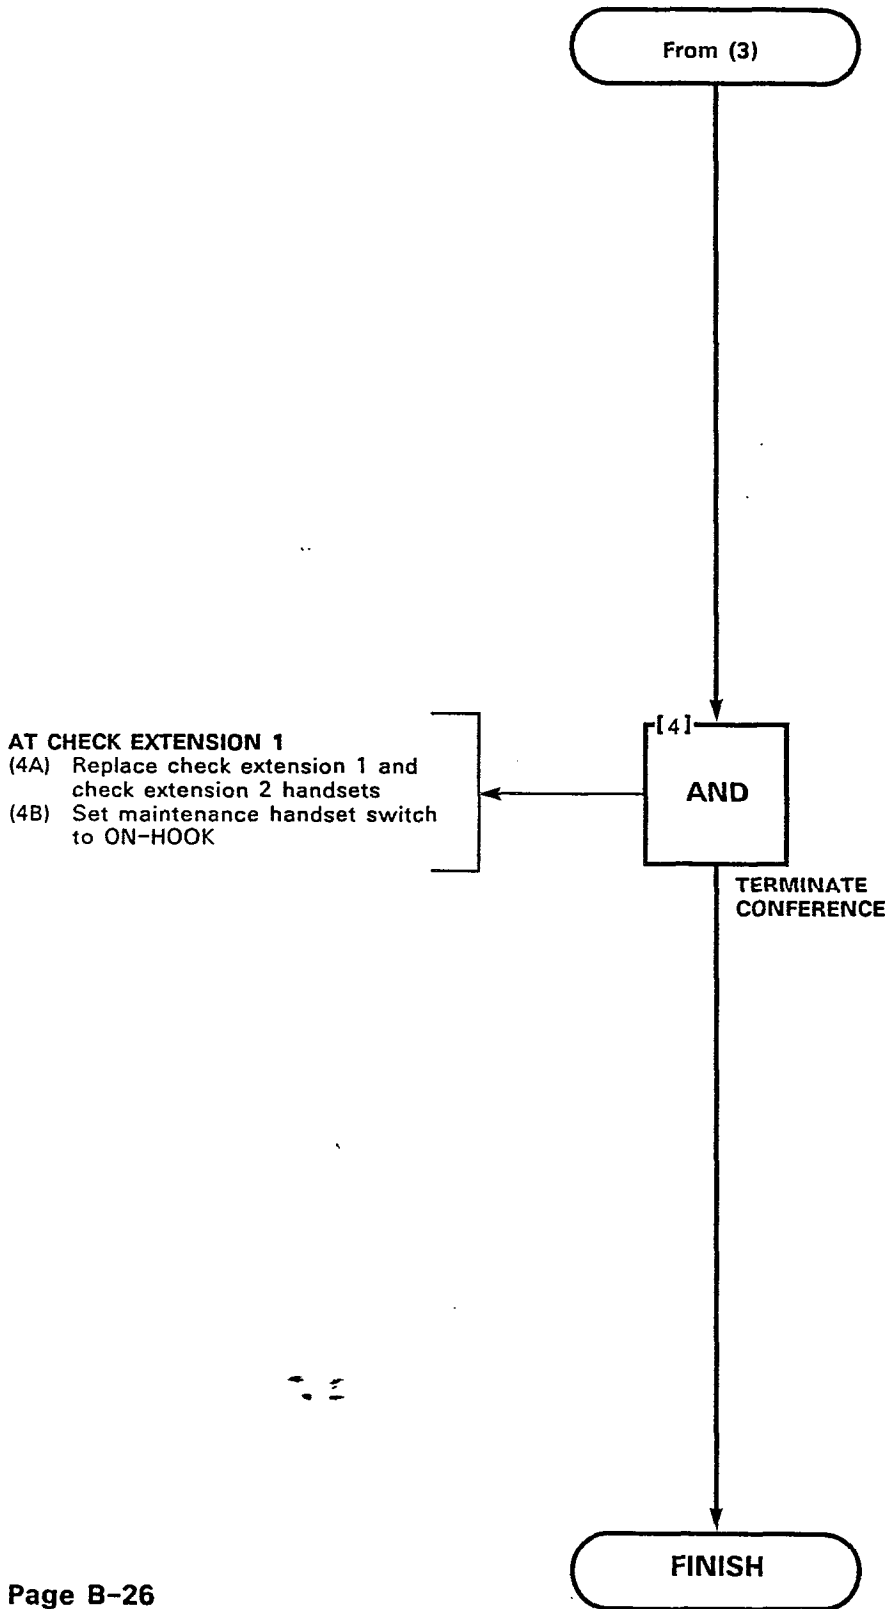 From (3)
[4]
AND
AT CHECK EXTENSION 1
(4A) Replace check extension 1 and
check extension 2 handsets
(4B) Set maintenance handset switch
to ON-HOOK
TERMINATE
CONFERENCE
FINISH
Page B-26